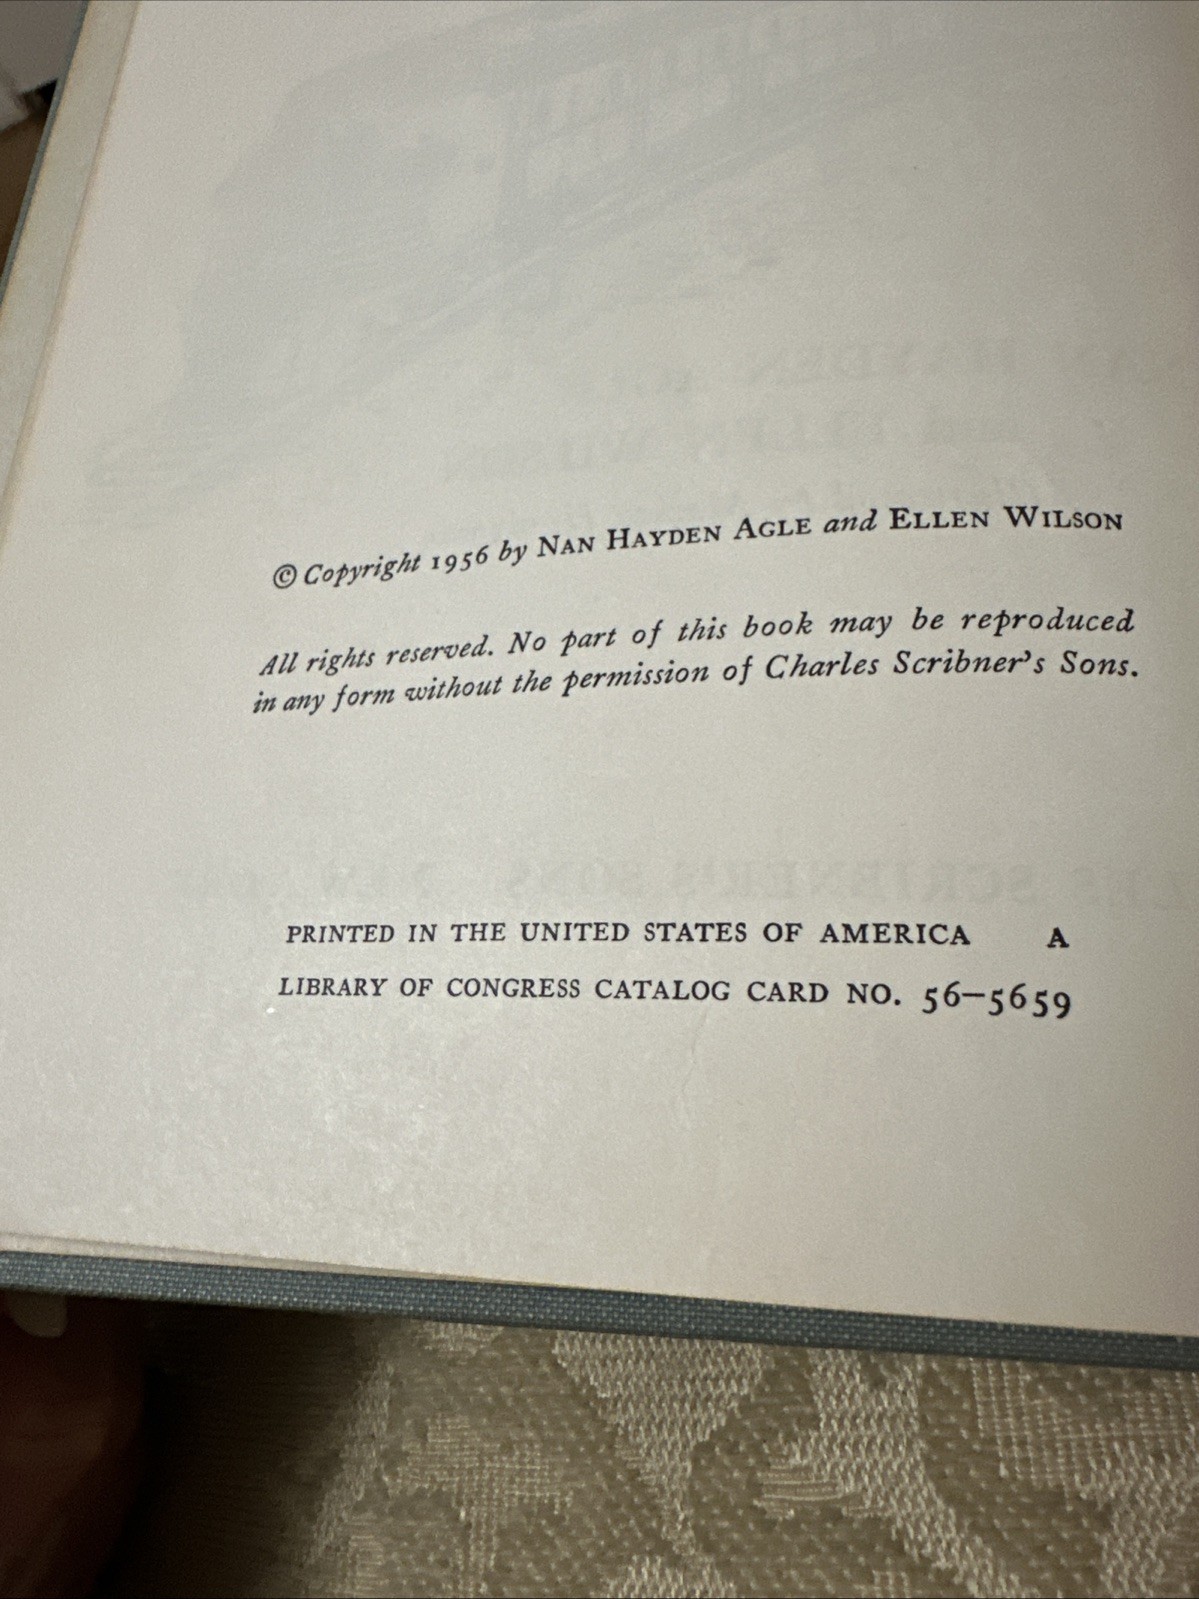 © Copyright 1956 by NAN HAYDEN AGLE and ELLEN WILSON
All rights reserved. No part of this book may be reproduced
in any form without the permission of Charles Scribner's Sons.
PRINTED IN THE UNITED STATES OF AMERICA A
LIBRARY OF CONGRESS CATALOG CARD NO. 56–5659